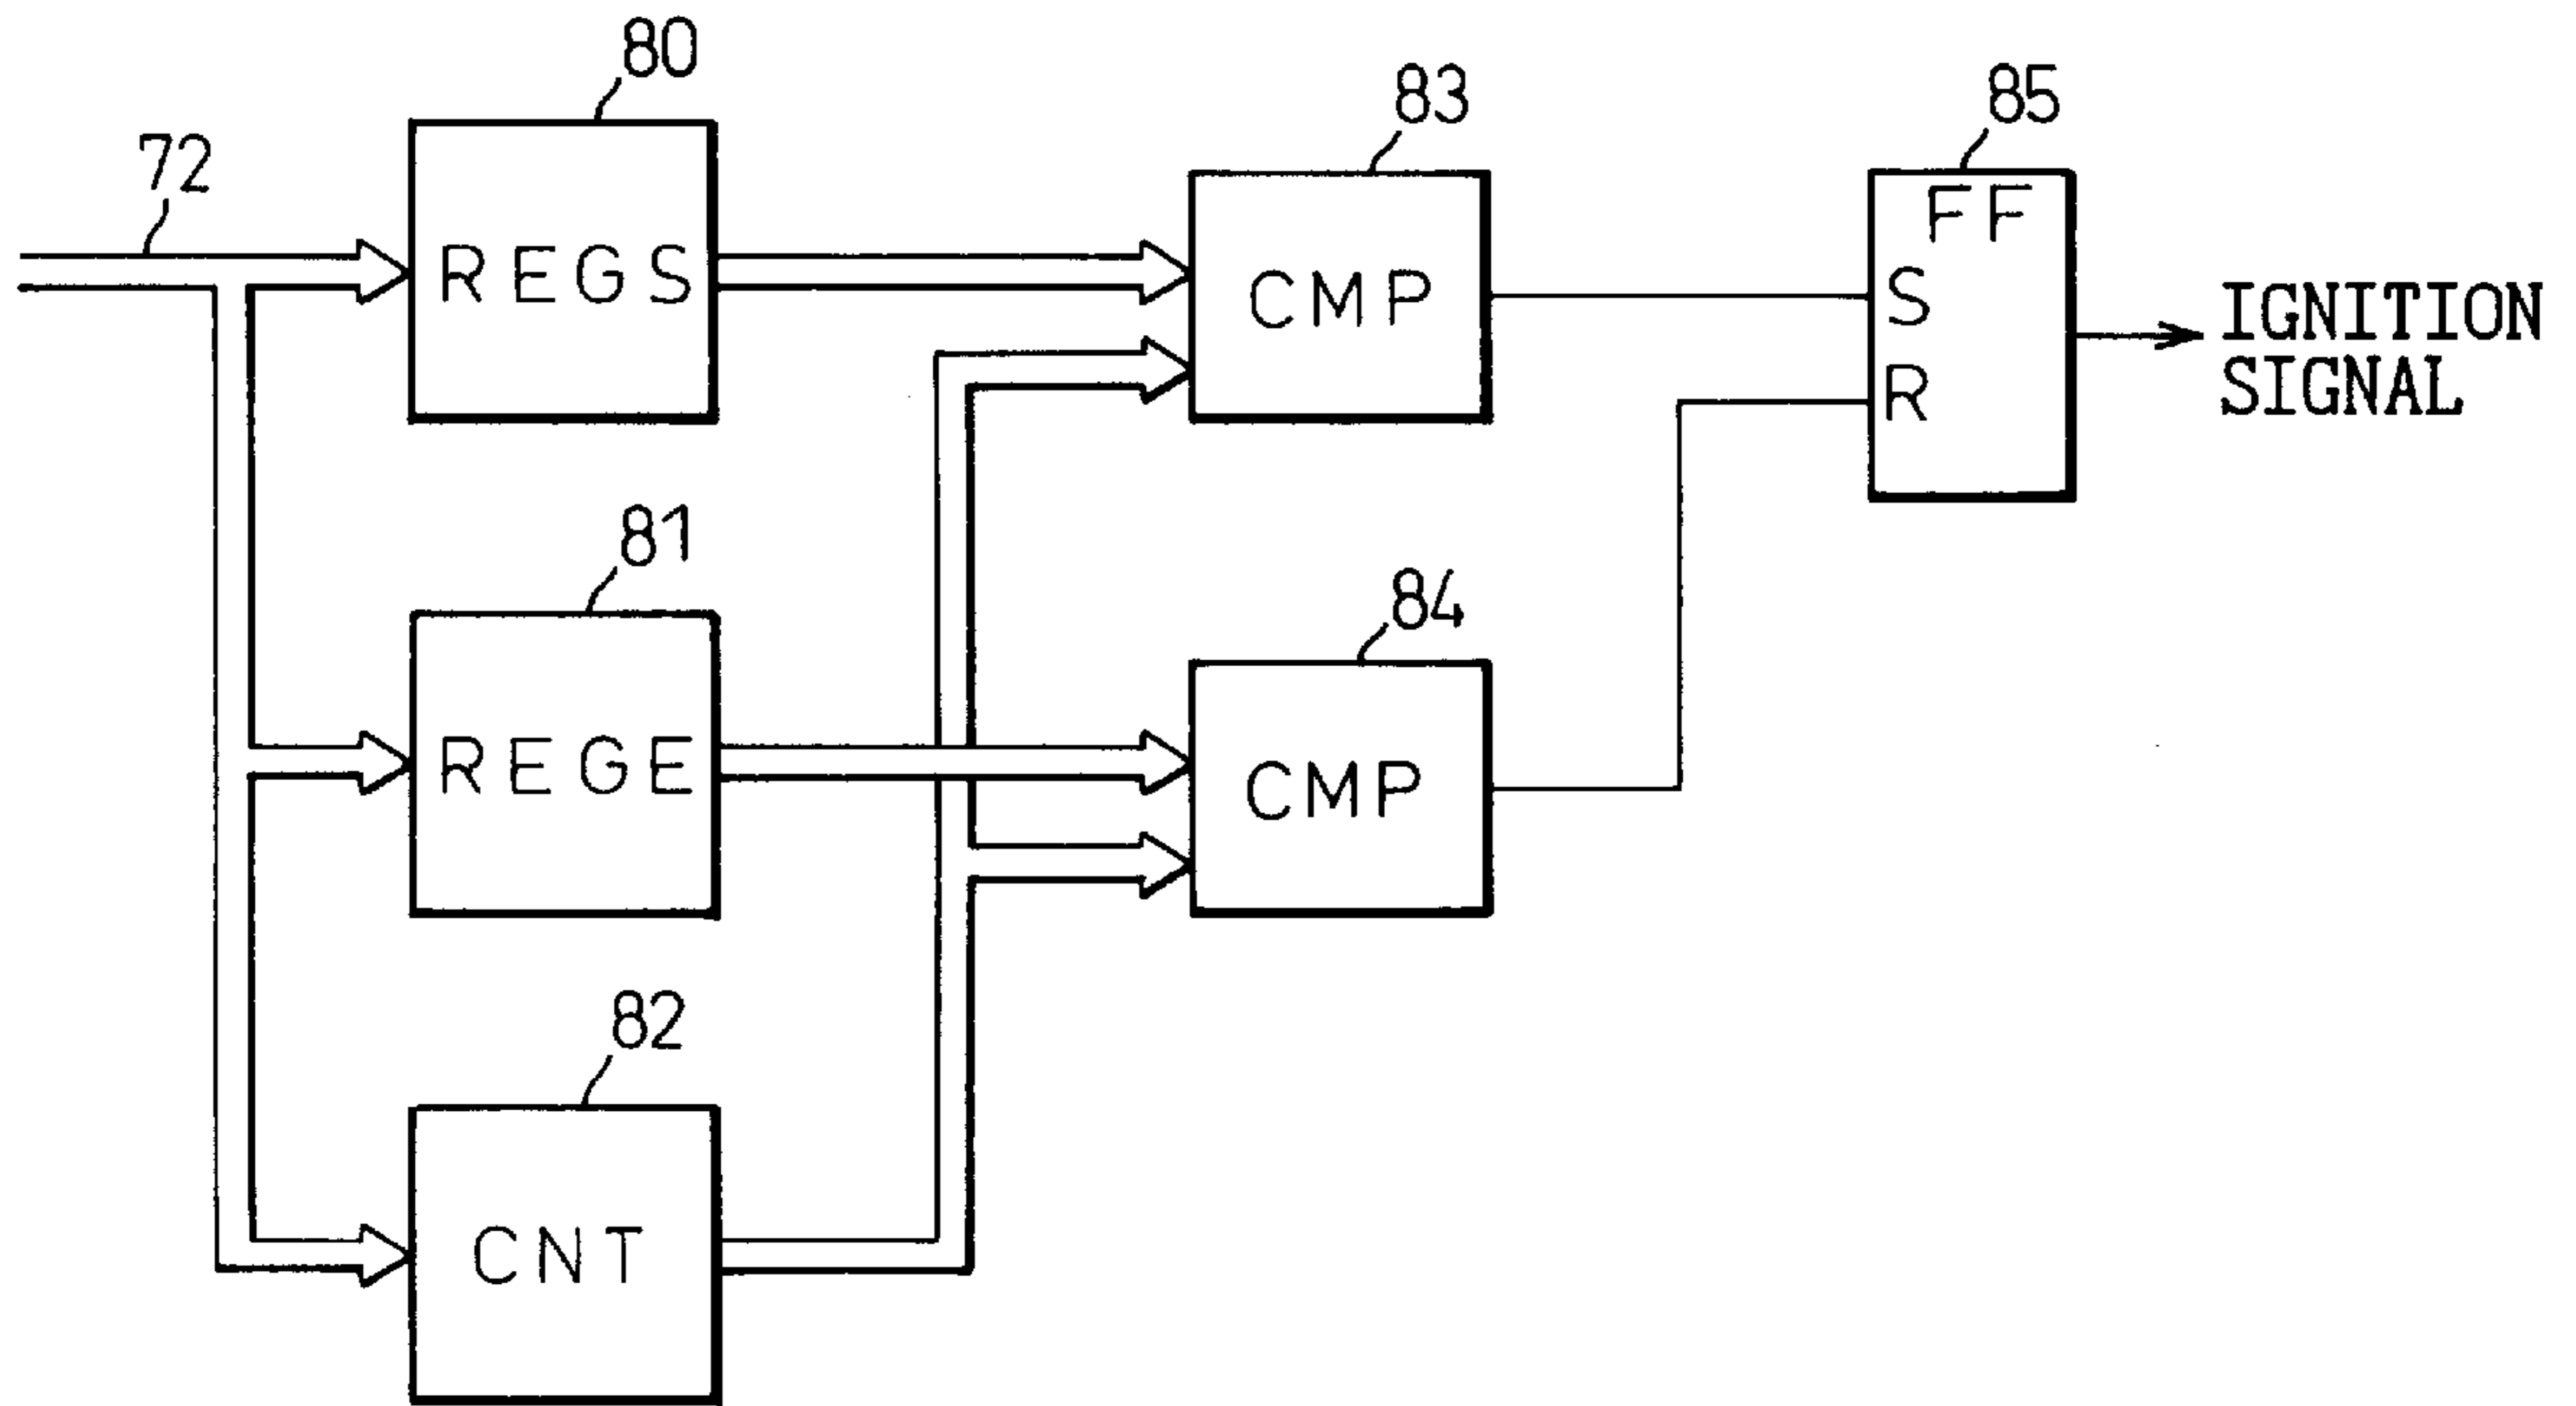 80
83
85
72
FF
REGS
CMP
S
R
IGNITION
SIGNAL
81
84
REGE
CMP
82
CNT